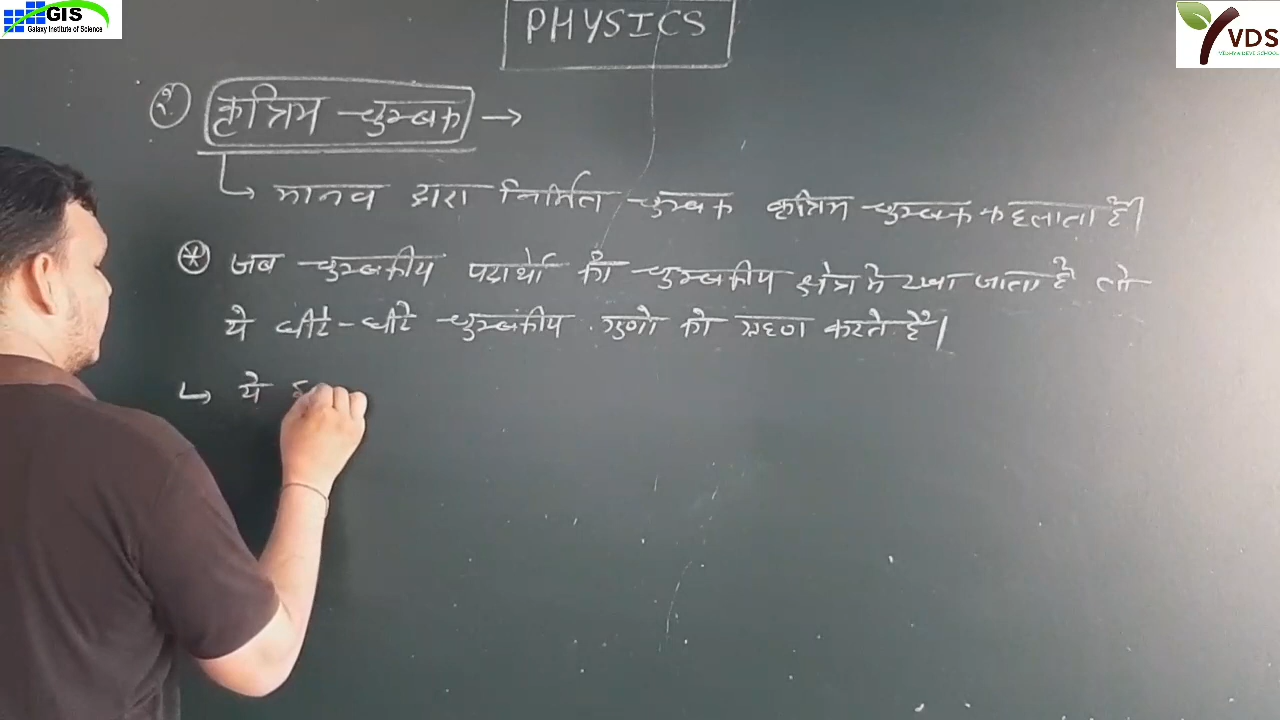 GIS
Galaxy Institute of Science
VDS
PHYSICS
२. कृत्रिम चुम्बक →
↳ मानव द्वारा निर्मित चुम्बक कृत्रिम चुम्बक कहलाता है।
* जब चुम्बकीय पदार्थो को चुम्बकीय क्षेत्र मे रखा जाता है तो
ये धीरे-धीरे चुम्बकीय गुणो को ग्रहण करते है।
↳ ये